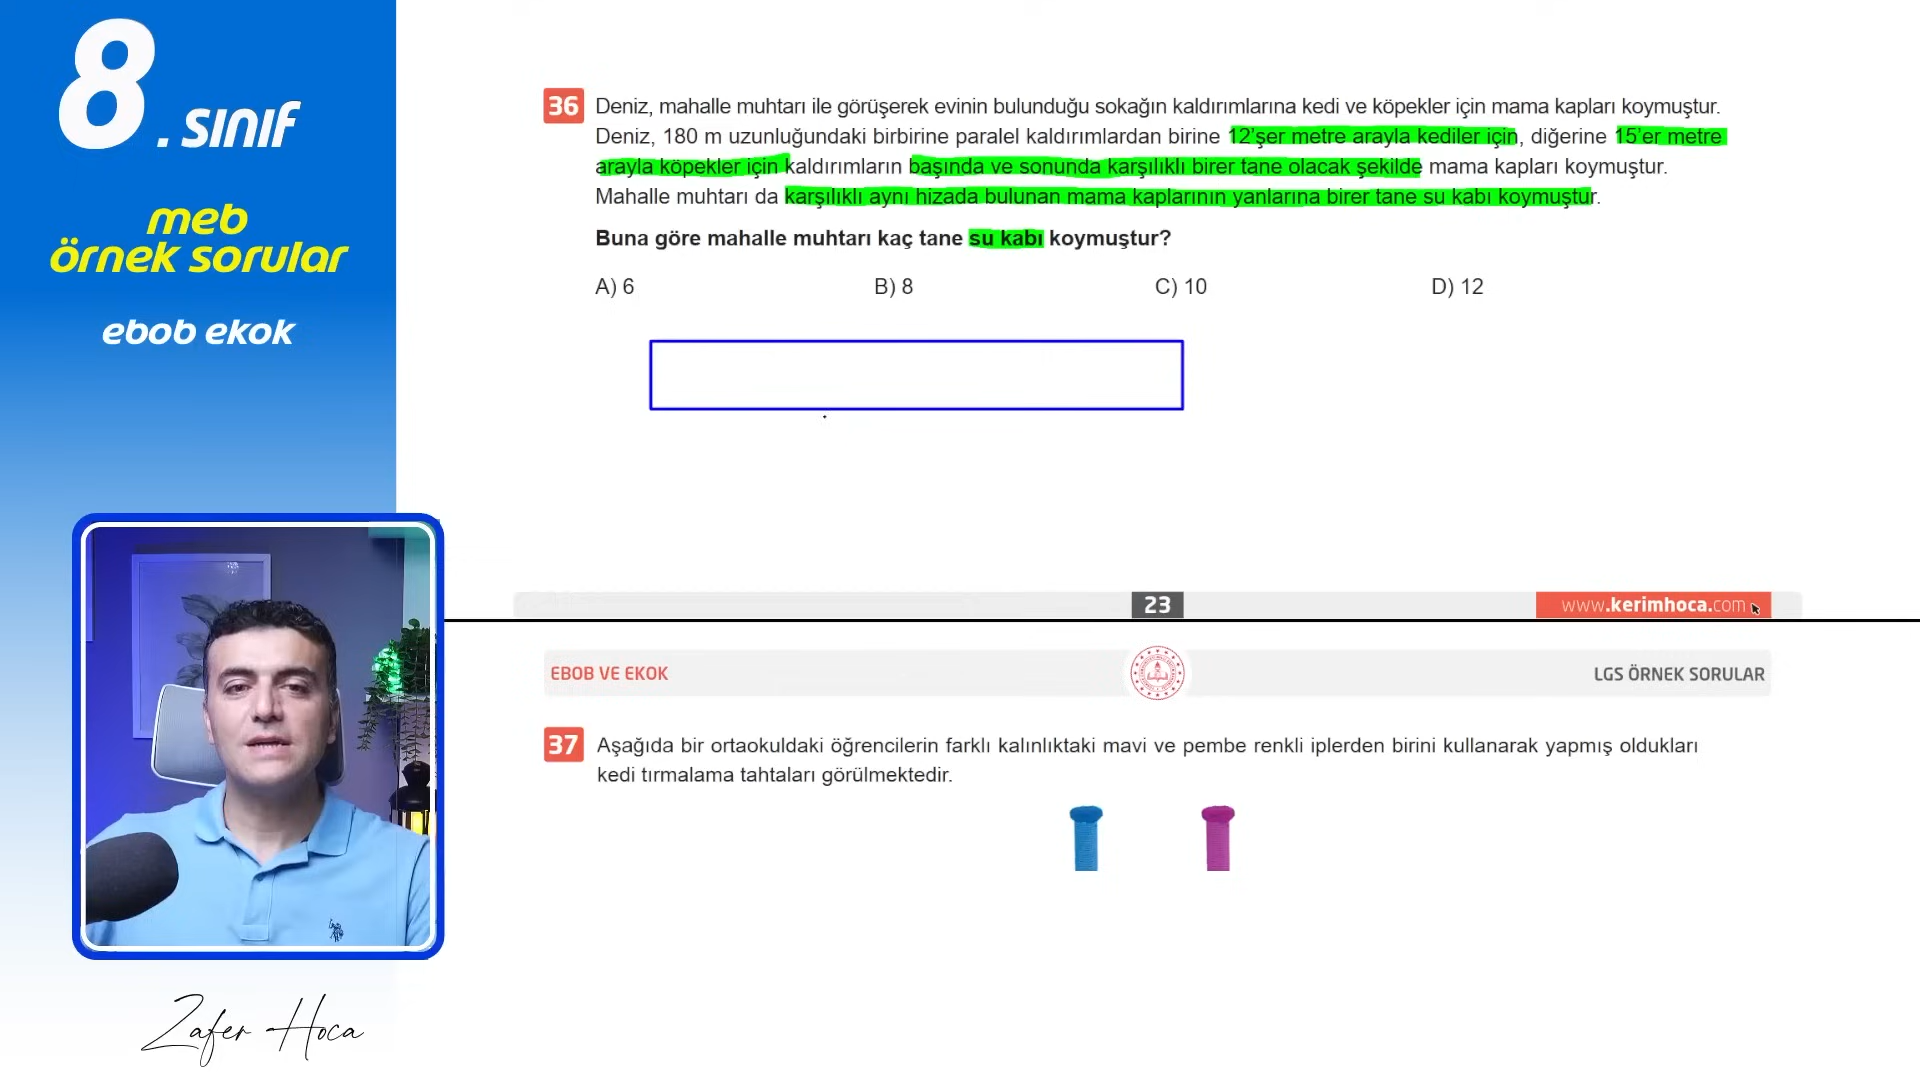 8. SINIF
meb
örnek sorular
ebob ekok
Zafer Hoca
36 Deniz, mahalle muhtarı ile görüşerek evinin bulunduğu sokağın kaldırımlarına kedi ve köpekler için mama kapları koymuştur.
Deniz, 180 m uzunluğundaki birbirine paralel kaldırımlardan birine 12'şer metre arayla kediler için, diğerine 15'er metre
arayla köpekler için kaldırımların başında ve sonunda karşılıklı birer tane olacak şekilde mama kapları koymuştur.
Mahalle muhtarı da karşılıklı aynı hizada bulunan mama kaplarının yanlarına birer tane su kabı koymuştur.
Buna göre mahalle muhtarı kaç tane su kabı koymuştur?
A) 6 B) 8 C) 10 D) 12
23 www.kerimhoca.com
EBOB VE EKOK LGS ÖRNEK SORULAR
37 Aşağıda bir ortaokuldaki öğrencilerin farklı kalınlıktaki mavi ve pembe renkli iplerden birini kullanarak yapmış oldukları
kedi tırmalama tahtaları görülmektedir.